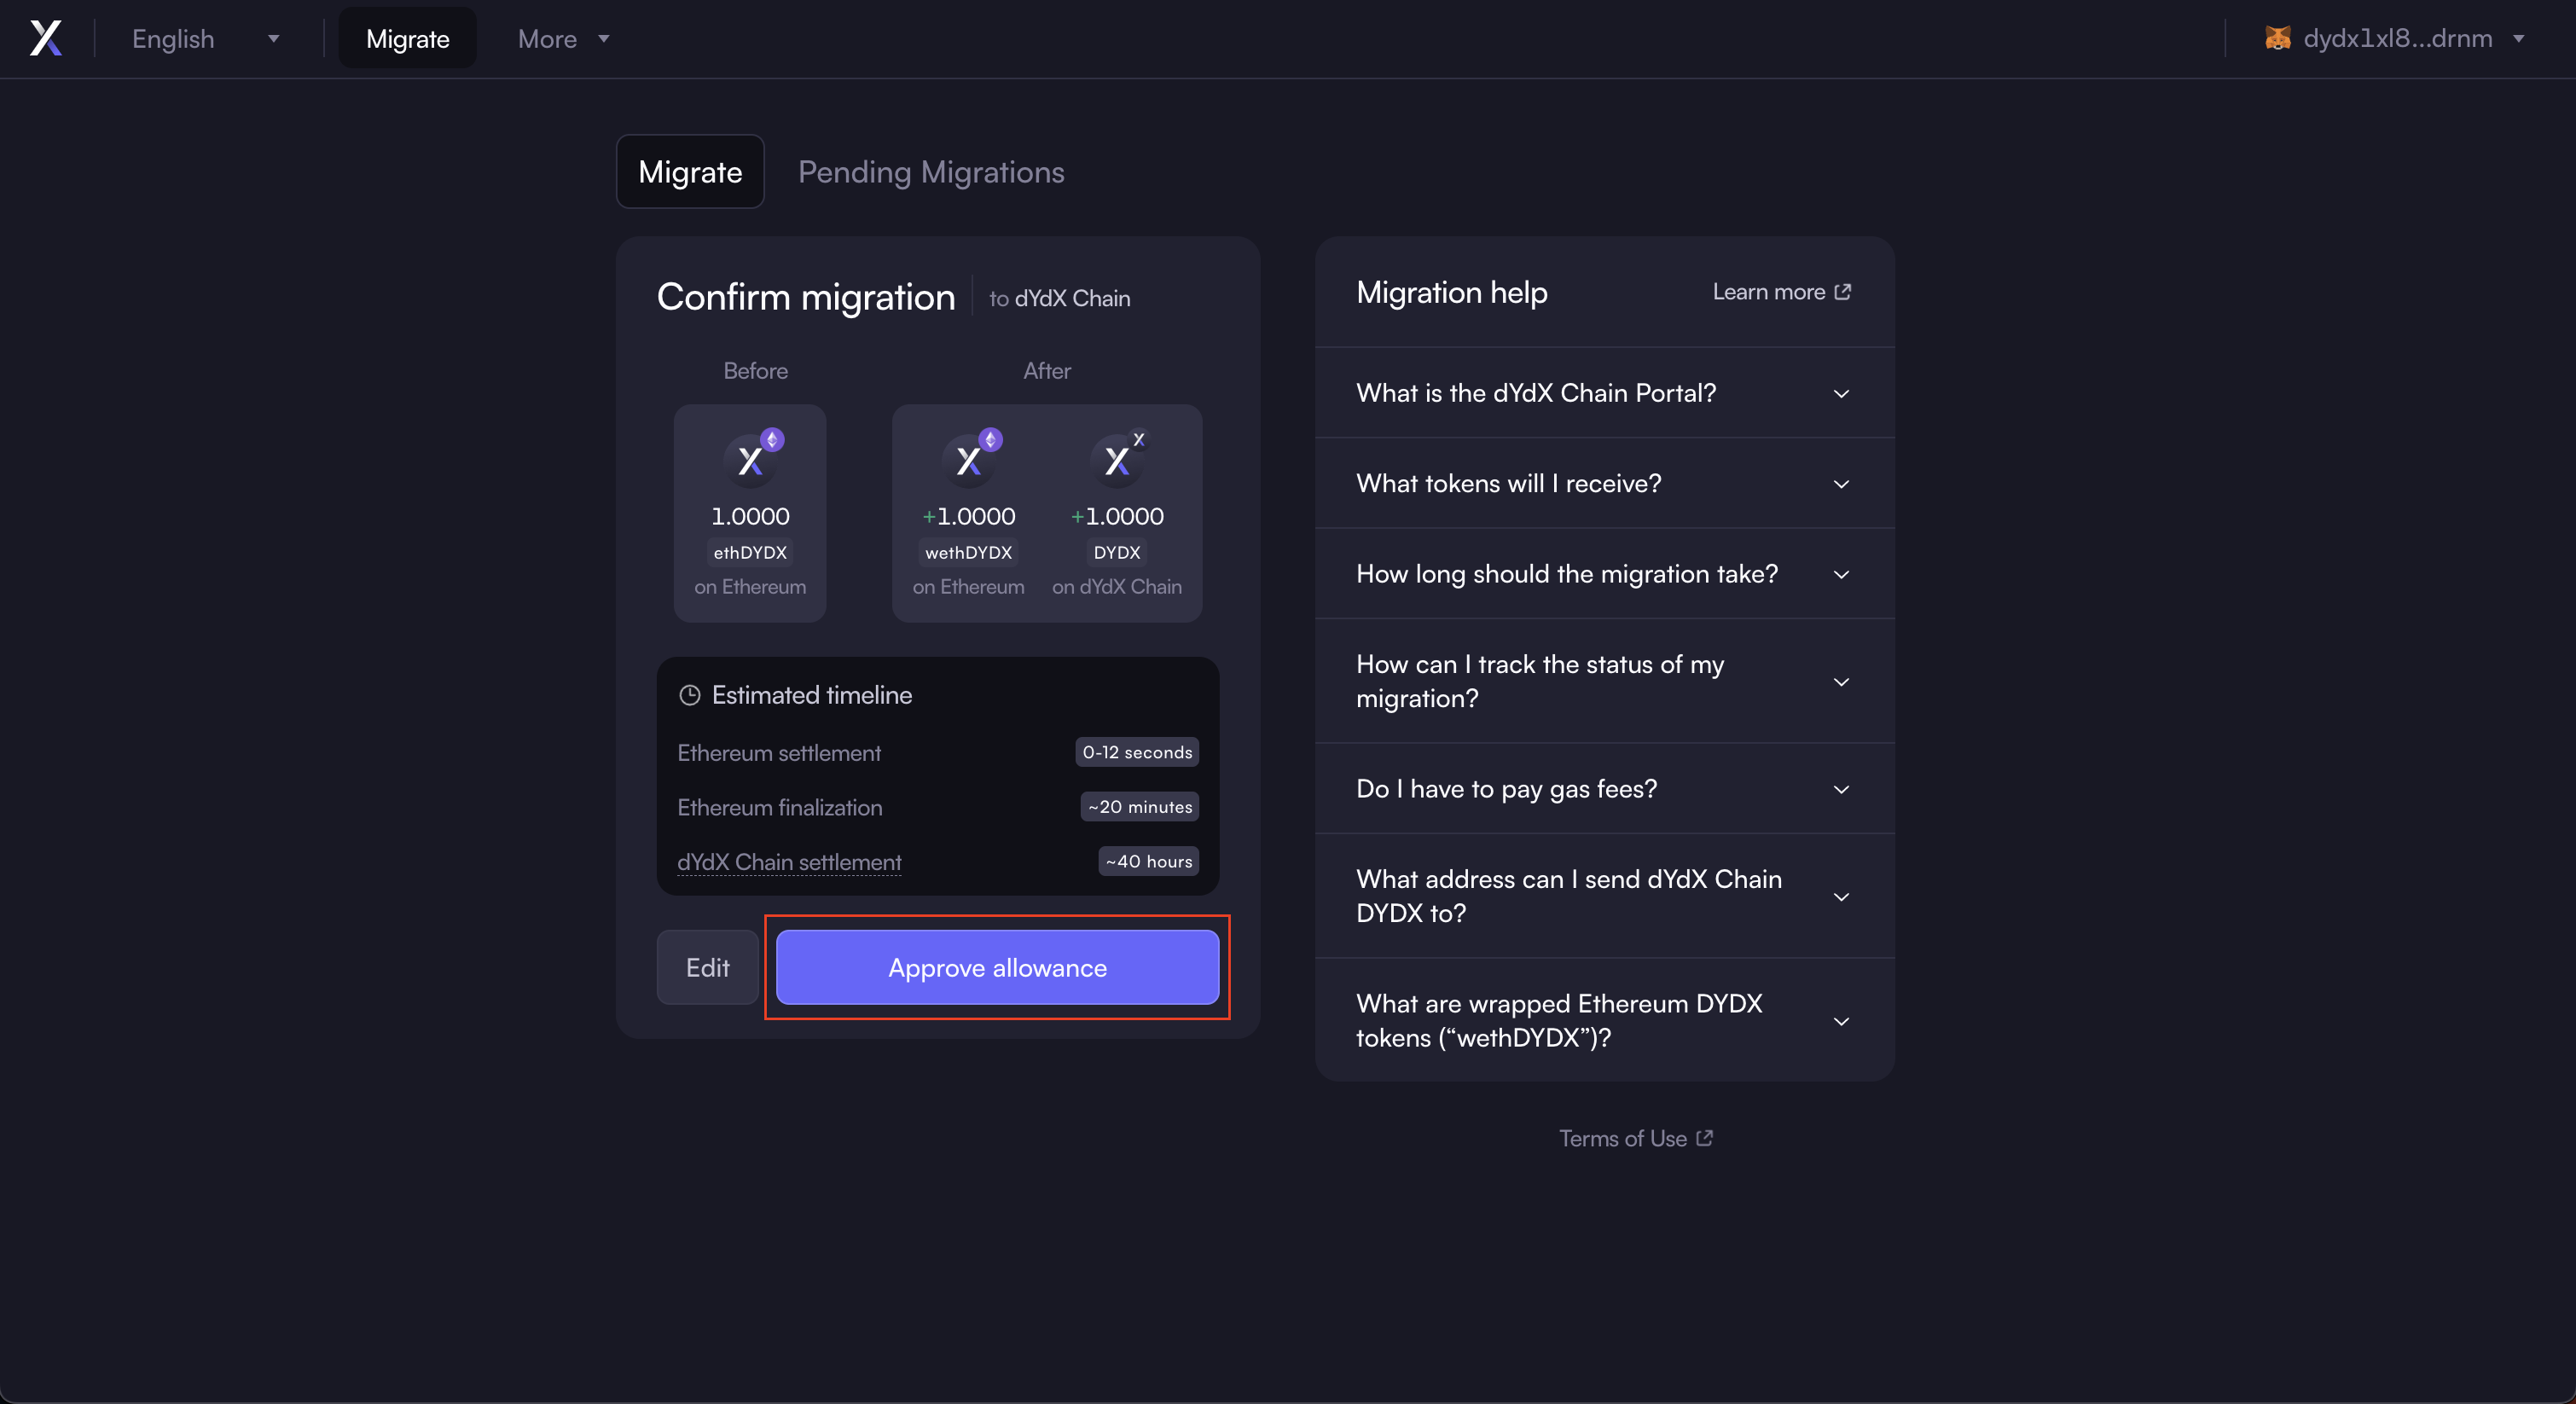 English
Migrate
More
dydx1xl8...drnm
Migrate
Pending Migrations
Confirm migration
to dYdX Chain
Before
After
1.0000
ethDYDX
on Ethereum
+1.0000
wethDYDX
on Ethereum
+1.0000
DYDX
on dYdX Chain
Estimated timeline
Ethereum settlement
0-12 seconds
Ethereum finalization
~20 minutes
dYdX Chain settlement
~40 hours
Edit
Approve allowance
Migration help
Learn more
What is the dYdX Chain Portal?
What tokens will I receive?
How long should the migration take?
How can I track the status of my
migration?
Do I have to pay gas fees?
What address can I send dYdX Chain
DYDX to?
What are wrapped Ethereum DYDX
tokens (“wethDYDX”)?
Terms of Use